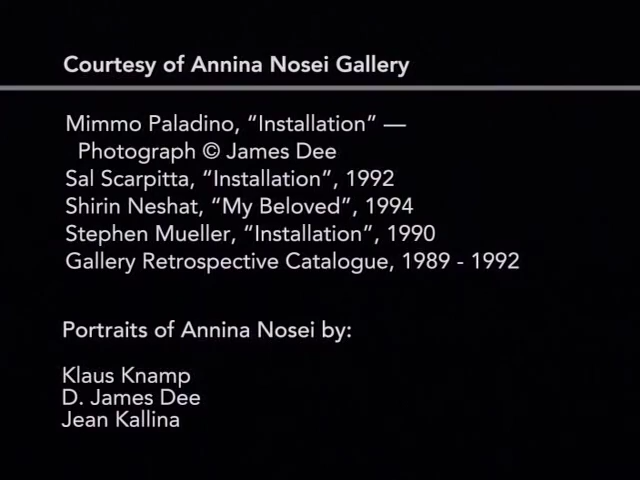 Courtesy of Annina Nosei Gallery
Mimmo Paladino, “Installation” —
Photograph © James Dee
Sal Scarpitta, “Installation”, 1992
Shirin Neshat, “My Beloved”, 1994
Stephen Mueller, “Installation”, 1990
Gallery Retrospective Catalogue, 1989 - 1992
Portraits of Annina Nosei by:
Klaus Knamp
D. James Dee
Jean Kallina